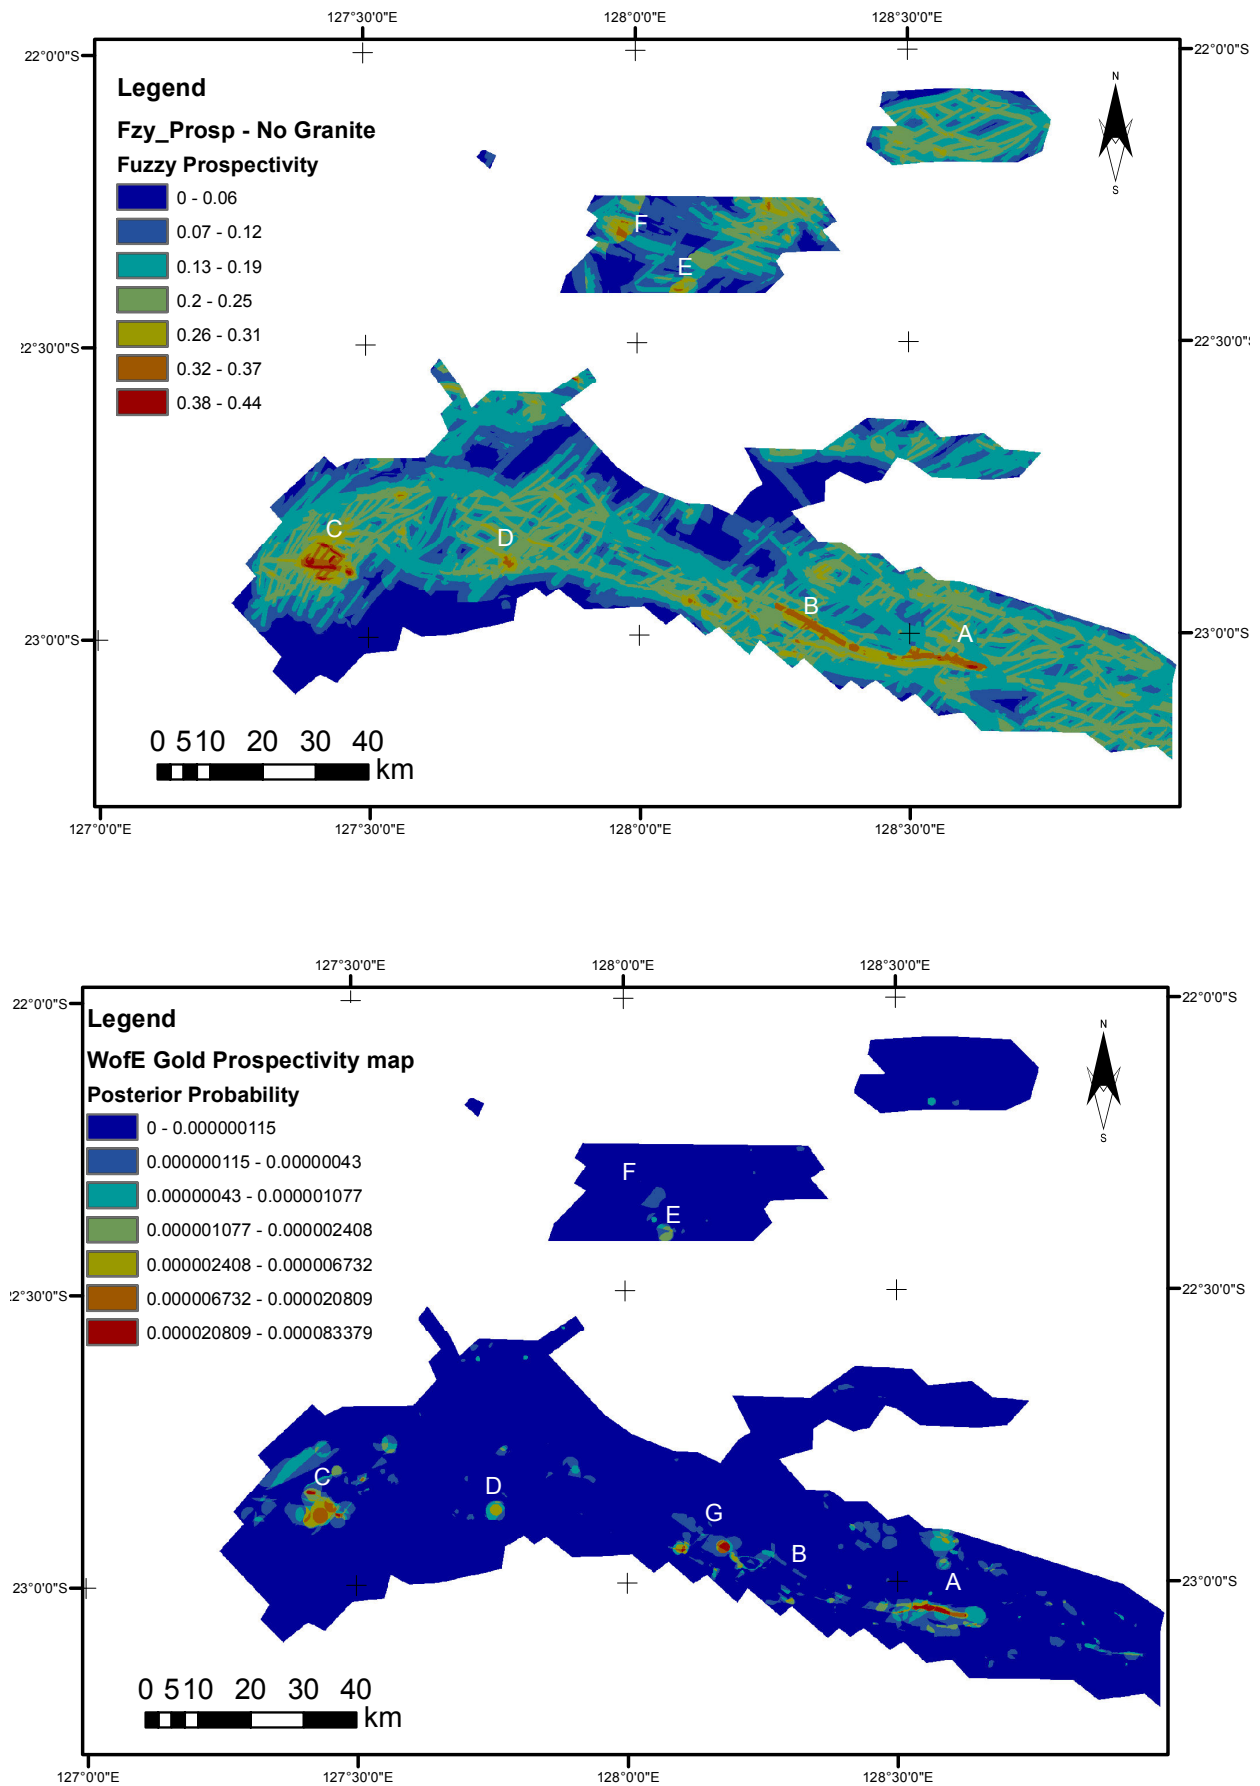 127°30'0"E 128°0'0"E 128°30'0"E
22°0'0"S 22°0'0"S
Legend
N
Fzy_Prosp - No Granite
Fuzzy Prospectivity
0 - 0.06
0.07 - 0.12
0.13 - 0.19
0.2 - 0.25
0.26 - 0.31
0.32 - 0.37
0.38 - 0.44
S
F
E
22°30'0"S 22°30'0"S
C
D
B
A
23°0'0"S 23°0'0"S
0 5 10 20 30 40
km
127°0'0"E 127°30'0"E 128°0'0"E 128°30'0"E
127°30'0"E 128°0'0"E 128°30'0"E
22°0'0"S 22°0'0"S
Legend
N
WofE Gold Prospectivity map
Posterior Probability
0 - 0.000000115
0.000000115 - 0.00000043
0.00000043 - 0.000001077
0.000001077 - 0.000002408
0.000002408 - 0.000006732
0.000006732 - 0.000020809
0.000020809 - 0.000083379
S
F
E
2°30'0"S 22°30'0"S
C
D
G
B
A
23°0'0"S 23°0'0"S
0 5 10 20 30 40
km
127°0'0"E 127°30'0"E 128°0'0"E 128°30'0"E